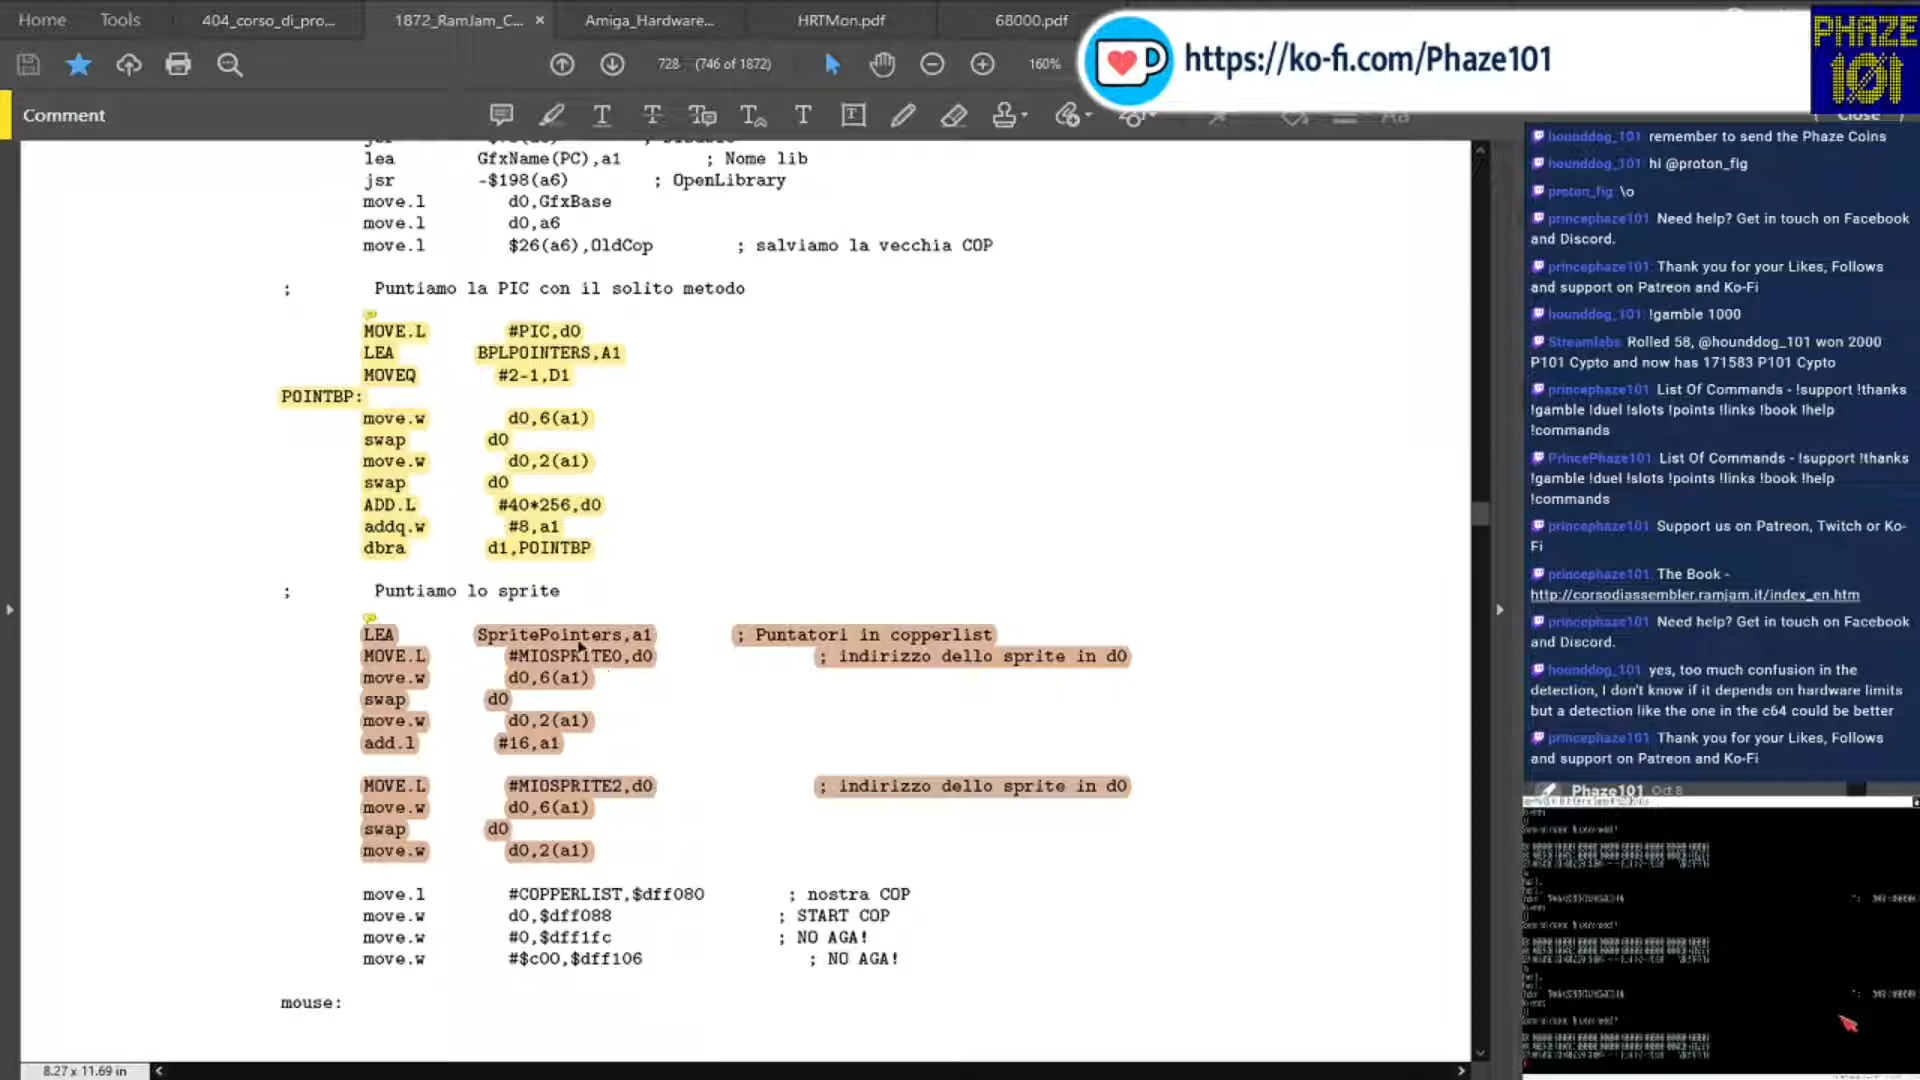 Home
Tools
404_corso_di_pro...
1872_RamJam_C... ×
Amiga_Hardware...
HRTMon.pdf
68000.pdf
728 (746 of 1872)
160%
https://ko-fi.com/Phaze101
PHAZE
101
Comment
Close
lea GfxName(PC),a1 ; Nome lib
jsr -$198(a6) ; OpenLibrary
move.l d0,GfxBase
move.l d0,a6
move.l $26(a6),OldCop ; salviamo la vecchia COP
; Puntiamo la PIC con il solito metodo
MOVE.L #PIC,d0
LEA BPLPOINTERS,A1
MOVEQ #2-1,D1
POINTBP:
move.w d0,6(a1)
swap d0
move.w d0,2(a1)
swap d0
ADD.L #40*256,d0
addq.w #8,a1
dbra d1,POINTBP
; Puntiamo lo sprite
LEA SpritePointers,a1 ; Puntatori in copperlist
MOVE.L #MIOSPRITE0,d0 ; indirizzo dello sprite in d0
move.w d0,6(a1)
swap d0
move.w d0,2(a1)
add.l #16,a1
MOVE.L #MIOSPRITE2,d0 ; indirizzo dello sprite in d0
move.w d0,6(a1)
swap d0
move.w d0,2(a1)
move.l #COPPERLIST,$dff080 ; nostra COP
move.w d0,$dff088 ; START COP
move.w #0,$dff1fc ; NO AGA!
move.w #$c00,$dff106 ; NO AGA!
mouse:
8.27 x 11.69 in
hounddog_101 remember to send the Phaze Coins
hounddog_101 hi @proton_fig
proton_fig \o
princephaze101 Need help? Get in touch on Facebook
and Discord.
princephaze101 Thank you for your Likes, Follows
and support on Patreon and Ko-Fi
hounddog_101 !gamble 1000
Streamlabs Rolled 58, @hounddog_101 won 2000
P101 Cypto and now has 171583 P101 Cypto
princephaze101 List Of Commands - !support !thanks
!gamble !duel !slots !points !links !book !help
!commands
PrincePhaze101 List Of Commands - !support !thanks
!gamble !duel !slots !points !links !book !help
!commands
princephaze101 Support us on Patreon, Twitch or Ko-
Fi
princephaze101 The Book -
http://corsodiassembler.ramjam.it/index_en.htm
princephaze101 Need help? Get in touch on Facebook
and Discord.
hounddog_101 yes, too much confusion in the
detection, I don't know if it depends on hardware limits
but a detection like the one in the c64 could be better
princephaze101 Thank you for your Likes, Follows
and support on Patreon and Ko-Fi
Phaze101 Oct 8